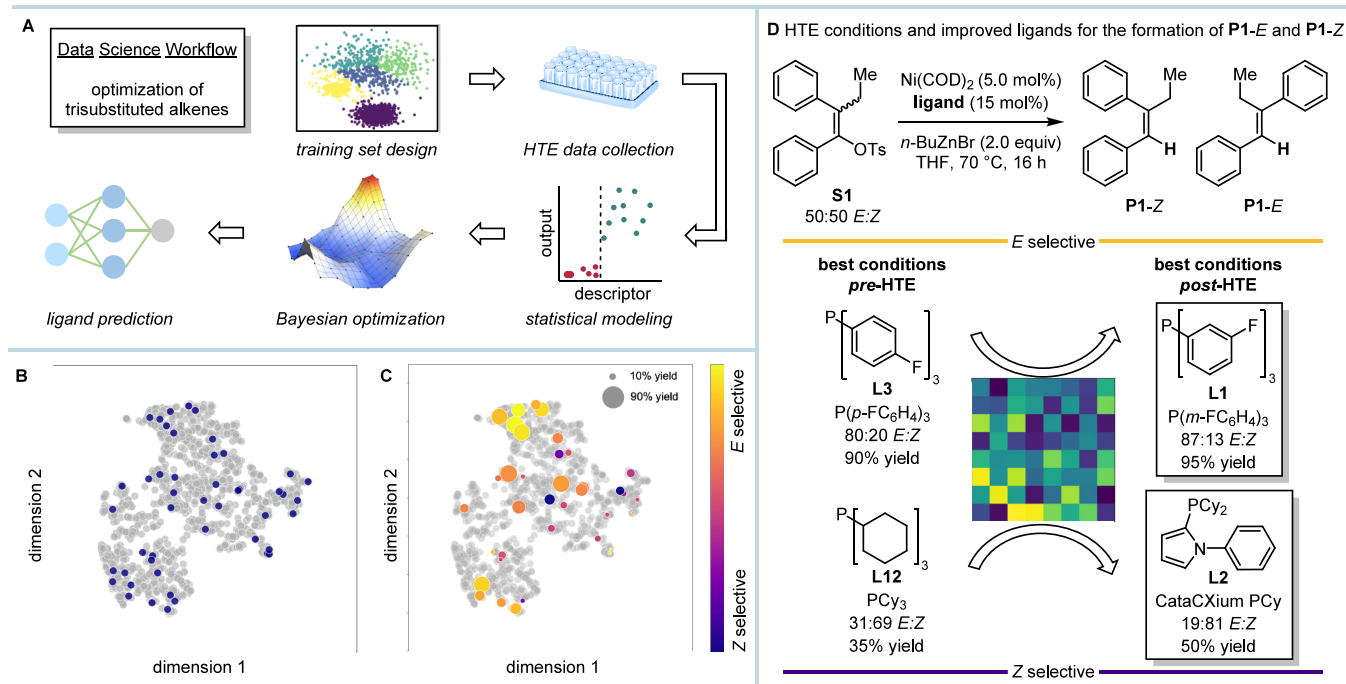 A
Data Science Workflow
optimization of
trisubstituted alkenes
training set design
HTE data collection
output
descriptor
ligand prediction
Bayesian optimization
statistical modeling
B
dimension 2
dimension 1
C
10% yield
90% yield
dimension 2
dimension 1
E selective
Z selective
D HTE conditions and improved ligands for the formation of P1-E and P1-Z
Me
OTs
S1
50:50 E:Z
Ni(COD)2 (5.0 mol%)
ligand (15 mol%)
n-BuZnBr (2.0 equiv)
THF, 70 °C, 16 h
Me
H
P1-Z
Me
H
P1-E
E selective
best conditions
pre-HTE
best conditions
post-HTE
P
F
3
L3
P(p-FC6H4)3
80:20 E:Z
90% yield
P
F
3
L1
P(m-FC6H4)3
87:13 E:Z
95% yield
P
3
L12
PCy3
31:69 E:Z
35% yield
PCy2
N
L2
CataCXium PCy
19:81 E:Z
50% yield
Z selective